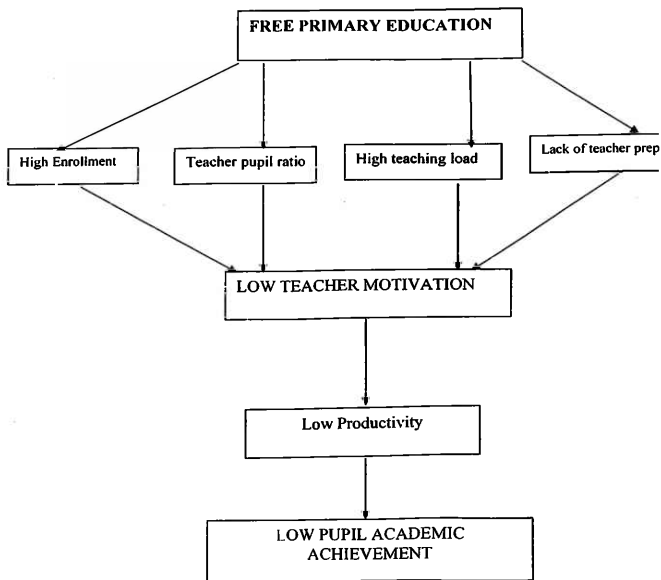 FREE PRIMARY EDUCATION
High Enrollment
Teacher pupil ratio
High teaching load
Lack of teacher prep
LOW TEACHER MOTIVATION
Low Productivity
LOW PUPIL ACADEMIC
ACHIEVEMENT